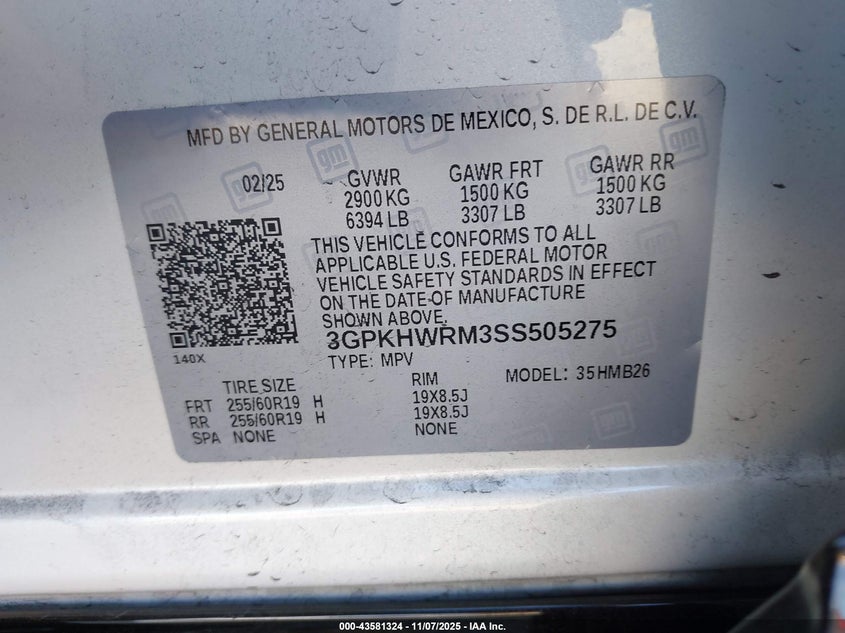 MFD BY GENERAL MOTORS DE MEXICO, S. DE R.L. DE C.V.
02/25
GVWR GAWR FRT GAWR RR
2900 KG 1500 KG 1500 KG
6394 LB 3307 LB 3307 LB
THIS VEHICLE CONFORMS TO ALL
APPLICABLE U.S. FEDERAL MOTOR
VEHICLE SAFETY STANDARDS IN EFFECT
ON THE DATE OF MANUFACTURE
SHOWN ABOVE.
3GPKHWRM3SS505275
140X
TYPE: MPV
MODEL: 35HMB26
TIRE SIZE RIM
FRT 255/60R19 H 19X8.5J
RR 255/60R19 H 19X8.5J
SPA NONE NONE
gm
000-43581324 | 11/07/2025 - IAA Inc.